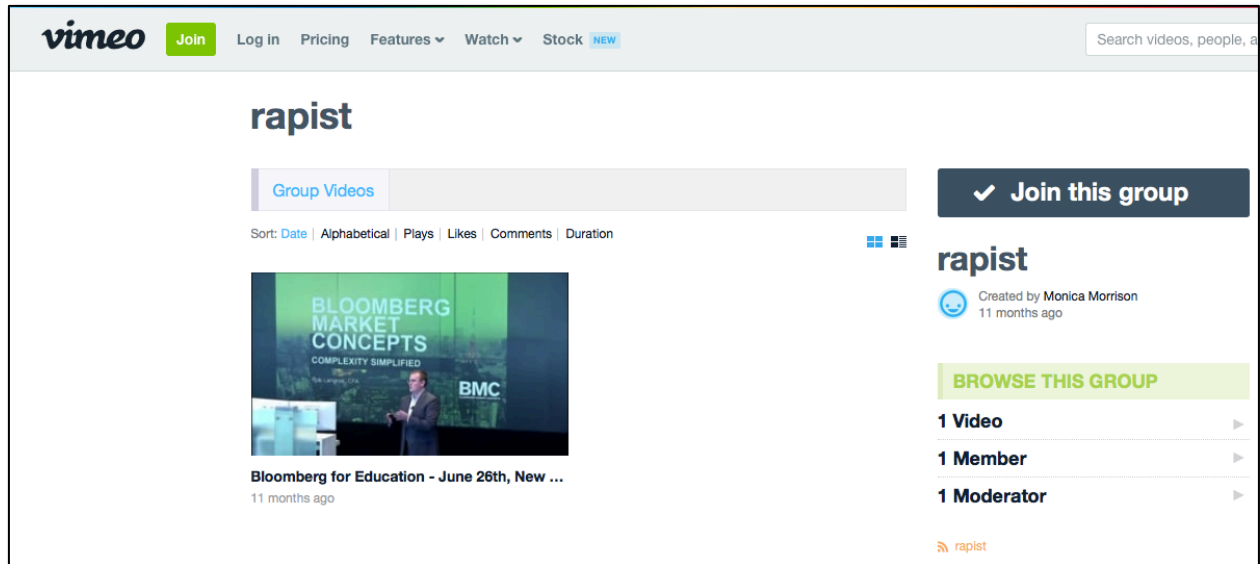 vimeo Join Log in Pricing Features Watch Stock NEW Search videos, people, a
rapist
Group Videos
Sort: Date | Alphabetical | Plays | Likes | Comments | Duration
BLOOMBERG
MARKET
CONCEPTS
COMPLEXITY SIMPLIFIED
BMC
Bloomberg for Education - June 26th, New ...
11 months ago
Join this group
rapist
Created by Monica Morrison
11 months ago
BROWSE THIS GROUP
1 Video
1 Member
1 Moderator
rapist